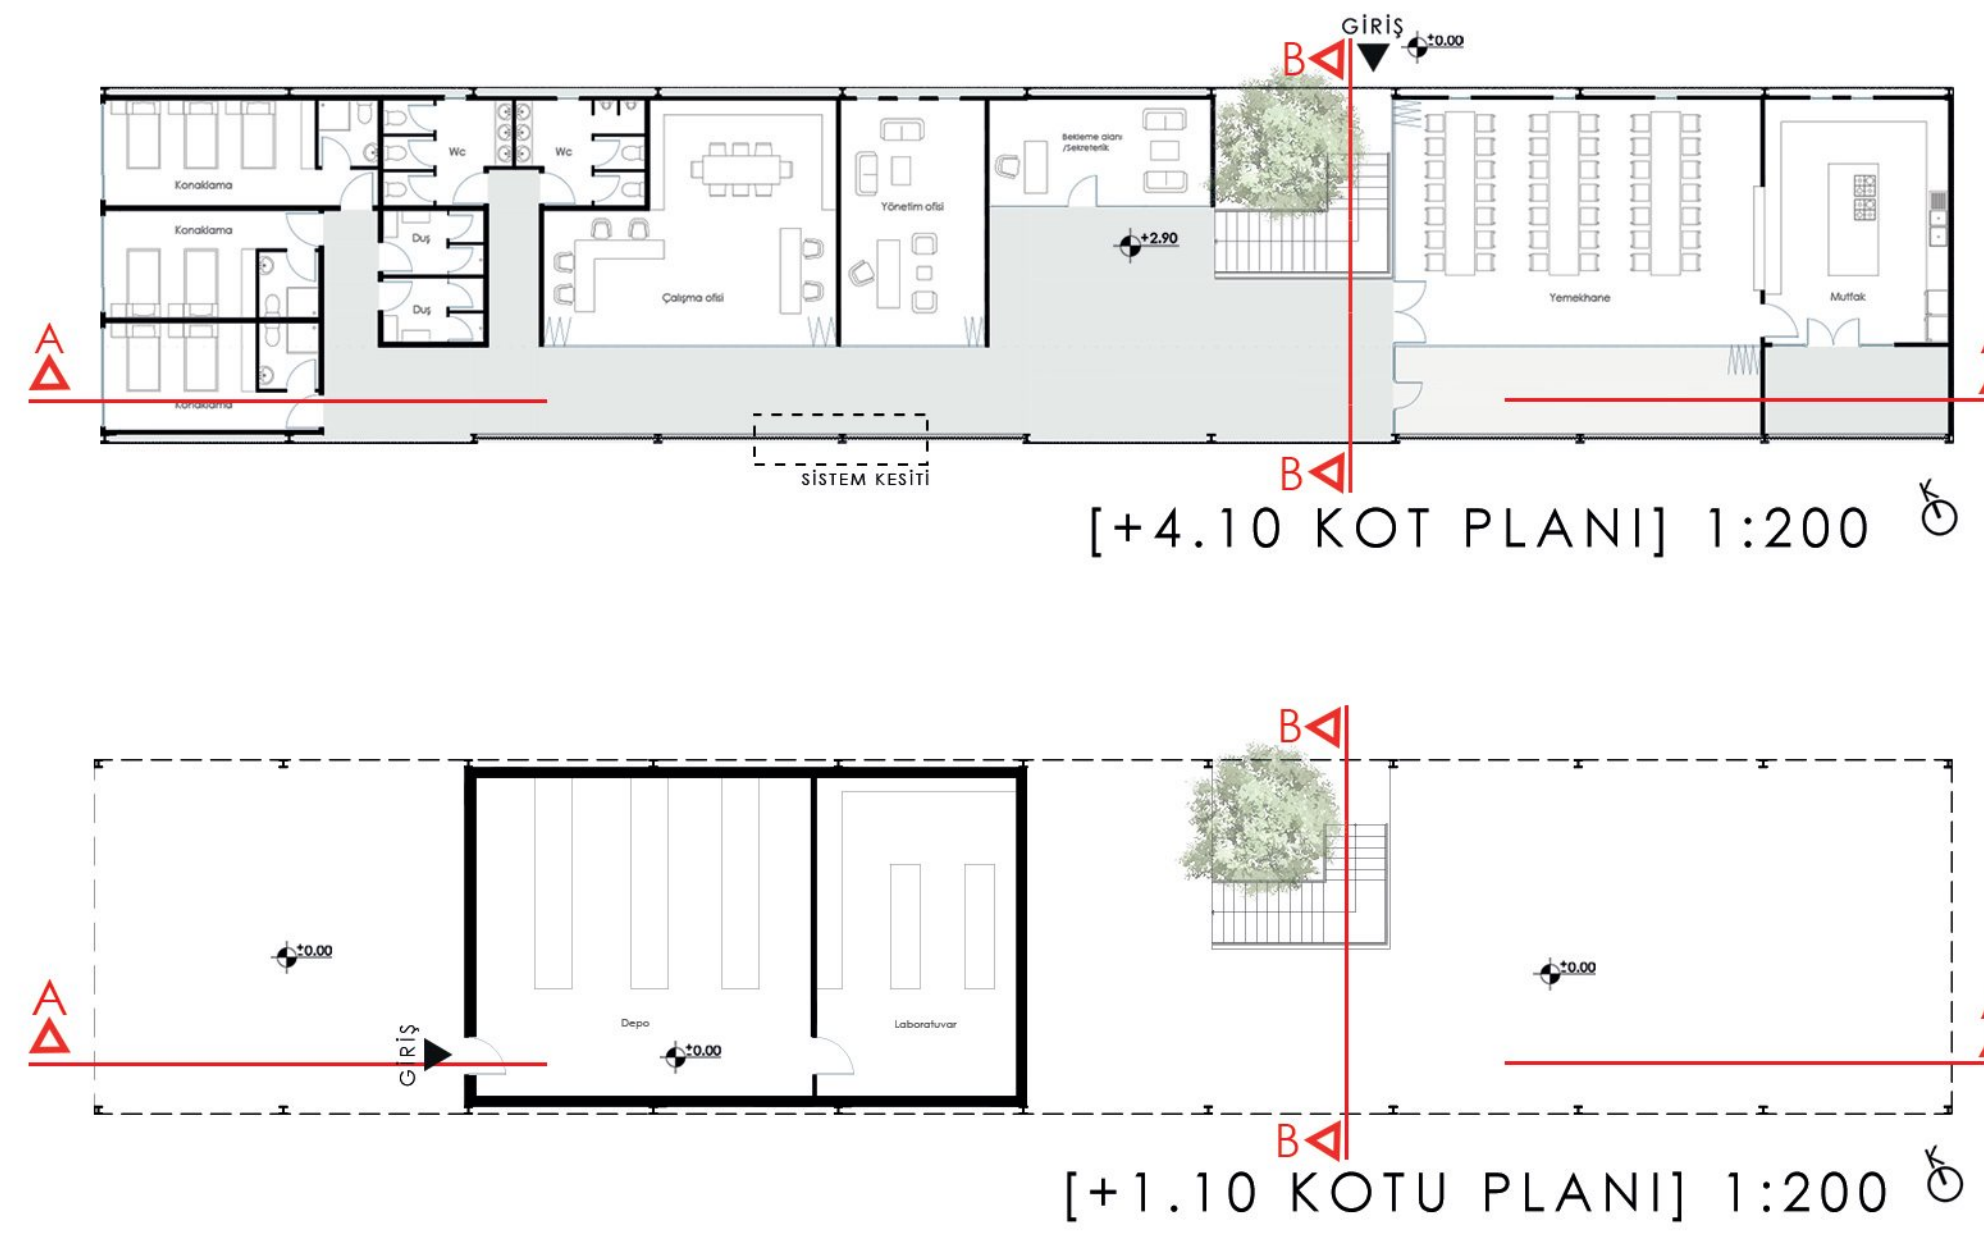 GİRİŞ
B
±0.00
Konaklama
Wc
Wc
Bekleme alanı
/Sekreterlik
Yönetim ofisi
Konaklama
Duş
+2.90
Duş
Çalışma ofisi
Yemekhane
Mutfak
A
Konaklama
B
SİSTEM KESİTİ
K
[+4.10 KOT PLANI] 1:200
B
±0.00
±0.00
A
GİRİŞ
Depo
Laboratuvar
±0.00
B
K
[+1.10 KOTU PLANI] 1:200